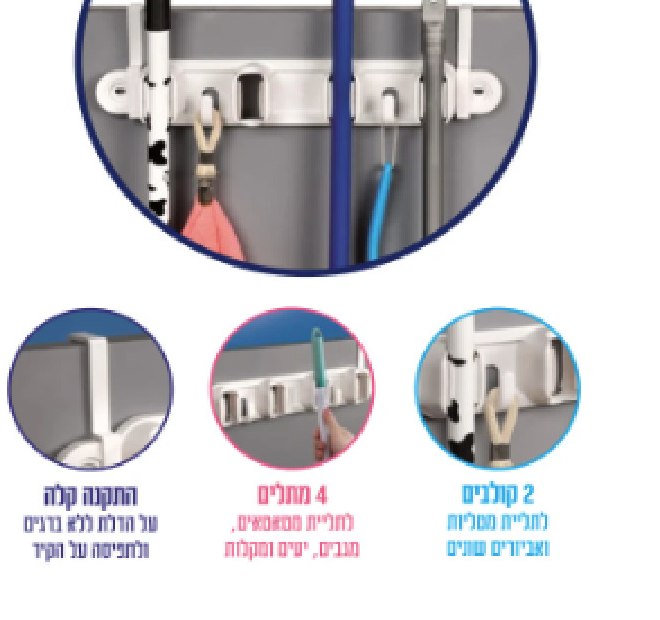 2 קולבים
לתליית מטליות
ואביזרים שונים
4 מתלים
לתליית מטאטאים,
מגבים, יעים ומקלות
התקנה קלה
על הדלת ללא ברגים
ולתפיסה על הקיר